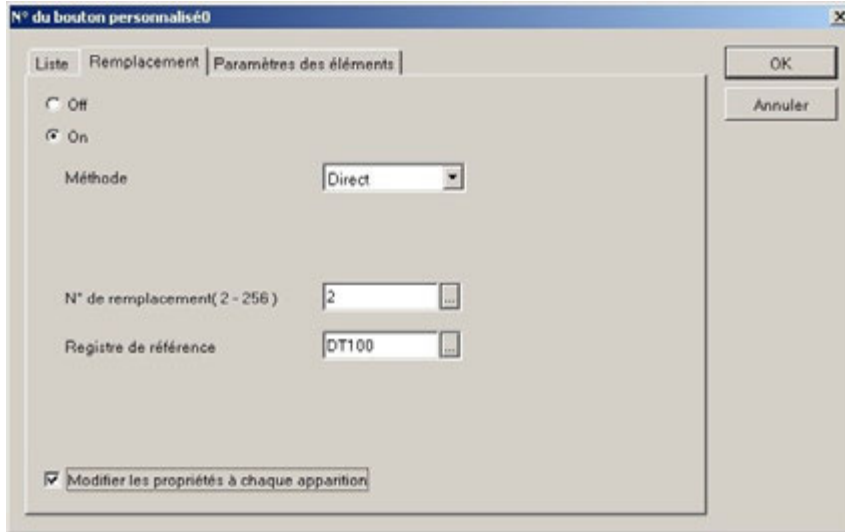 N° du bouton personnalisé0
Liste Remplacement Paramètres des éléments
OK
Annuler
Off
On
Méthode Direct
N° de remplacement( 2 - 256 ) 2 ...
Registre de référence DT100 ...
Modifier les propriétés à chaque apparition